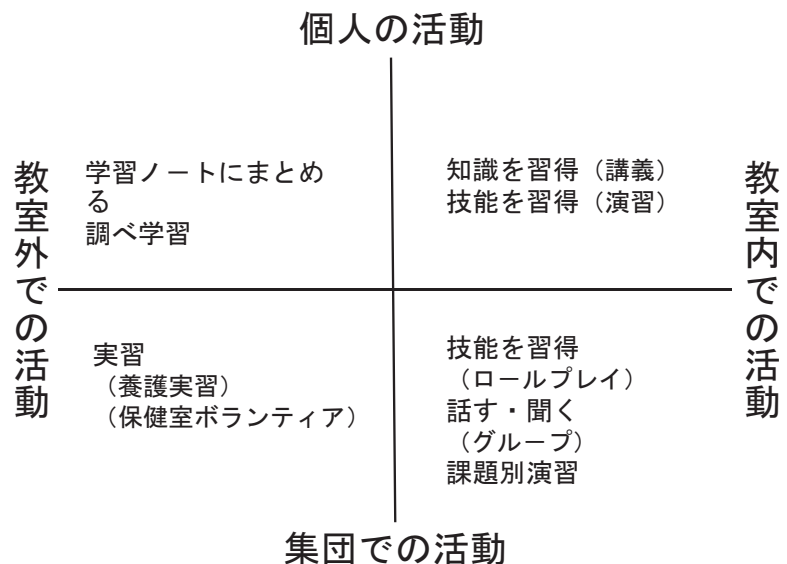 個人の活動
教室外での活動
学習ノートにまとめ
る
調べ学習
知識を習得（講義）
技能を習得（演習）
教室内での活動
実習
（養護実習）
（保健室ボランティア）
技能を習得
（ロールプレイ）
話す・聞く
（グループ）
課題別演習
集団での活動